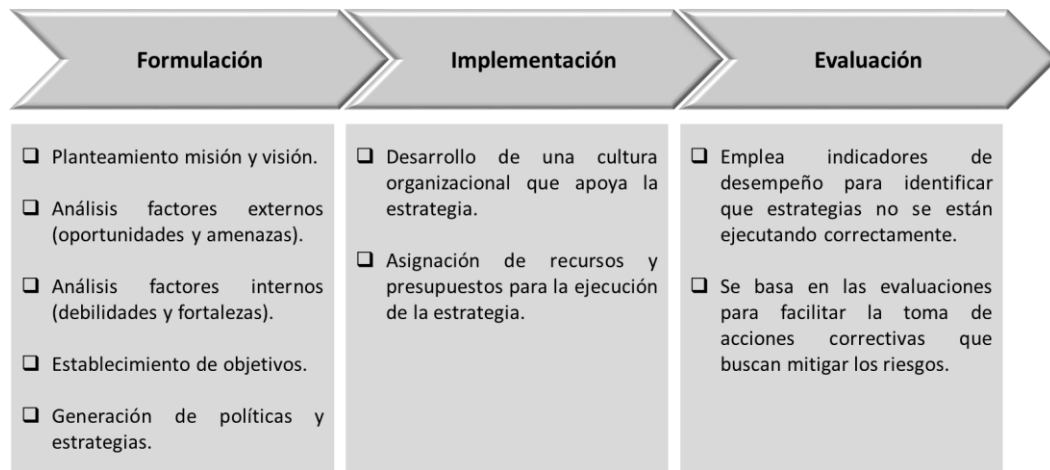 Formulación
Implementación
Evaluación
Planteamiento misión y visión.
Análisis factores externos
(oportunidades y amenazas).
Análisis factores internos
(debilidades y fortalezas).
Establecimiento de objetivos.
Generación de políticas y
estrategias.
Desarrollo de una cultura
organizacional que apoya la
estrategia.
Asignación de recursos y
presupuestos para la ejecución
de la estrategia.
Emplea indicadores de
desempeño para identificar
que estrategias no se están
ejecutando correctamente.
Se basa en las evaluaciones
para facilitar la toma de
acciones correctivas que
buscan mitigar los riesgos.